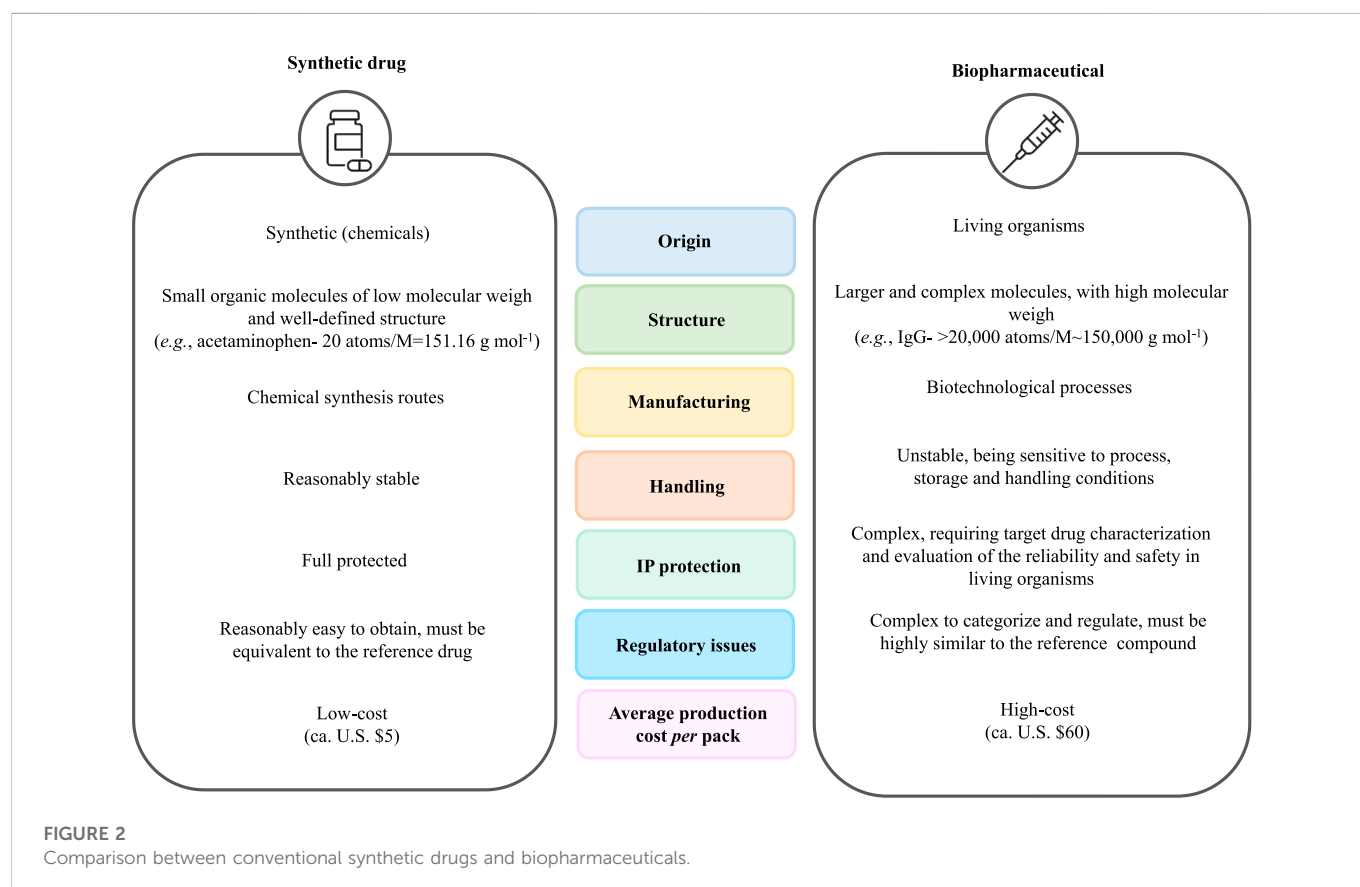 Synthetic drug
Biopharmaceutical
Synthetic (chemicals)
Origin
Living organisms
Small organic molecules of low molecular weigh
and well-defined structure
(e.g., acetaminophen- 20 atoms/M=151.16 g mol⁻¹)
Structure
Larger and complex molecules, with high molecular
weigh
(e.g., IgG- >20,000 atoms/M~150,000 g mol⁻¹)
Chemical synthesis routes
Manufacturing
Biotechnological processes
Reasonably stable
Handling
Unstable, being sensitive to process,
storage and handling conditions
Full protected
IP protection
Complex, requiring target drug characterization
and evaluation of the reliability and safety in
living organisms
Reasonably easy to obtain, must be
equivalent to the reference drug
Regulatory issues
Complex to categorize and regulate, must be
highly similar to the reference compound
Low-cost
(ca. U.S. $5)
Average production
cost per pack
High-cost
(ca. U.S. $60)
FIGURE 2
Comparison between conventional synthetic drugs and biopharmaceuticals.